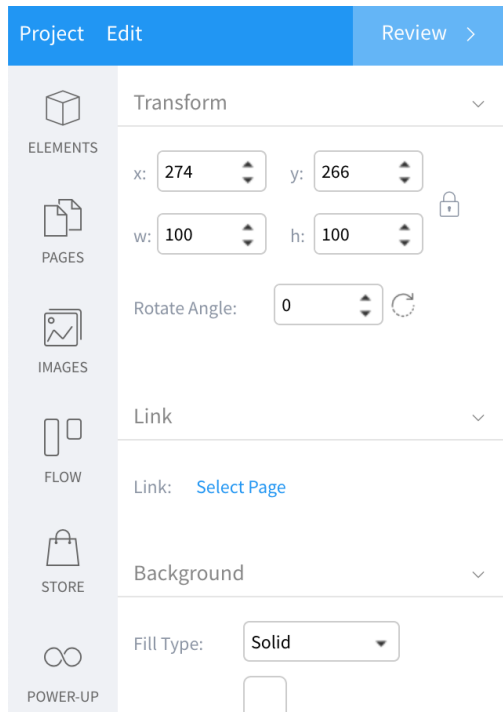 Project Edit Review
ELEMENTS
PAGES
IMAGES
FLOW
STORE
POWER-UP
Transform
x: 274 y: 266
w: 100 h: 100
Rotate Angle: 0
Link
Link: Select Page
Background
Fill Type: Solid